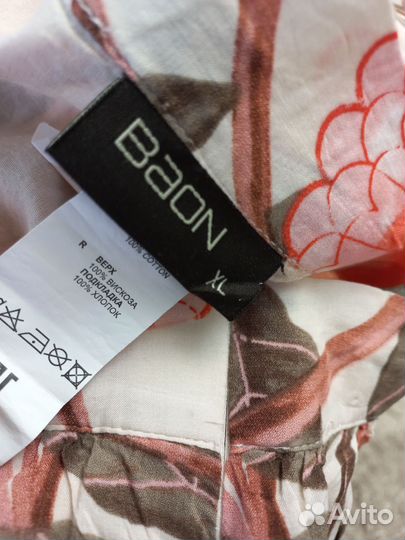 BaoN
XL
100% COTTON
R
ВЕРХ
100% ВИСКОЗА
ПОДКЛАДКА
100% ХЛОПОК
Avito